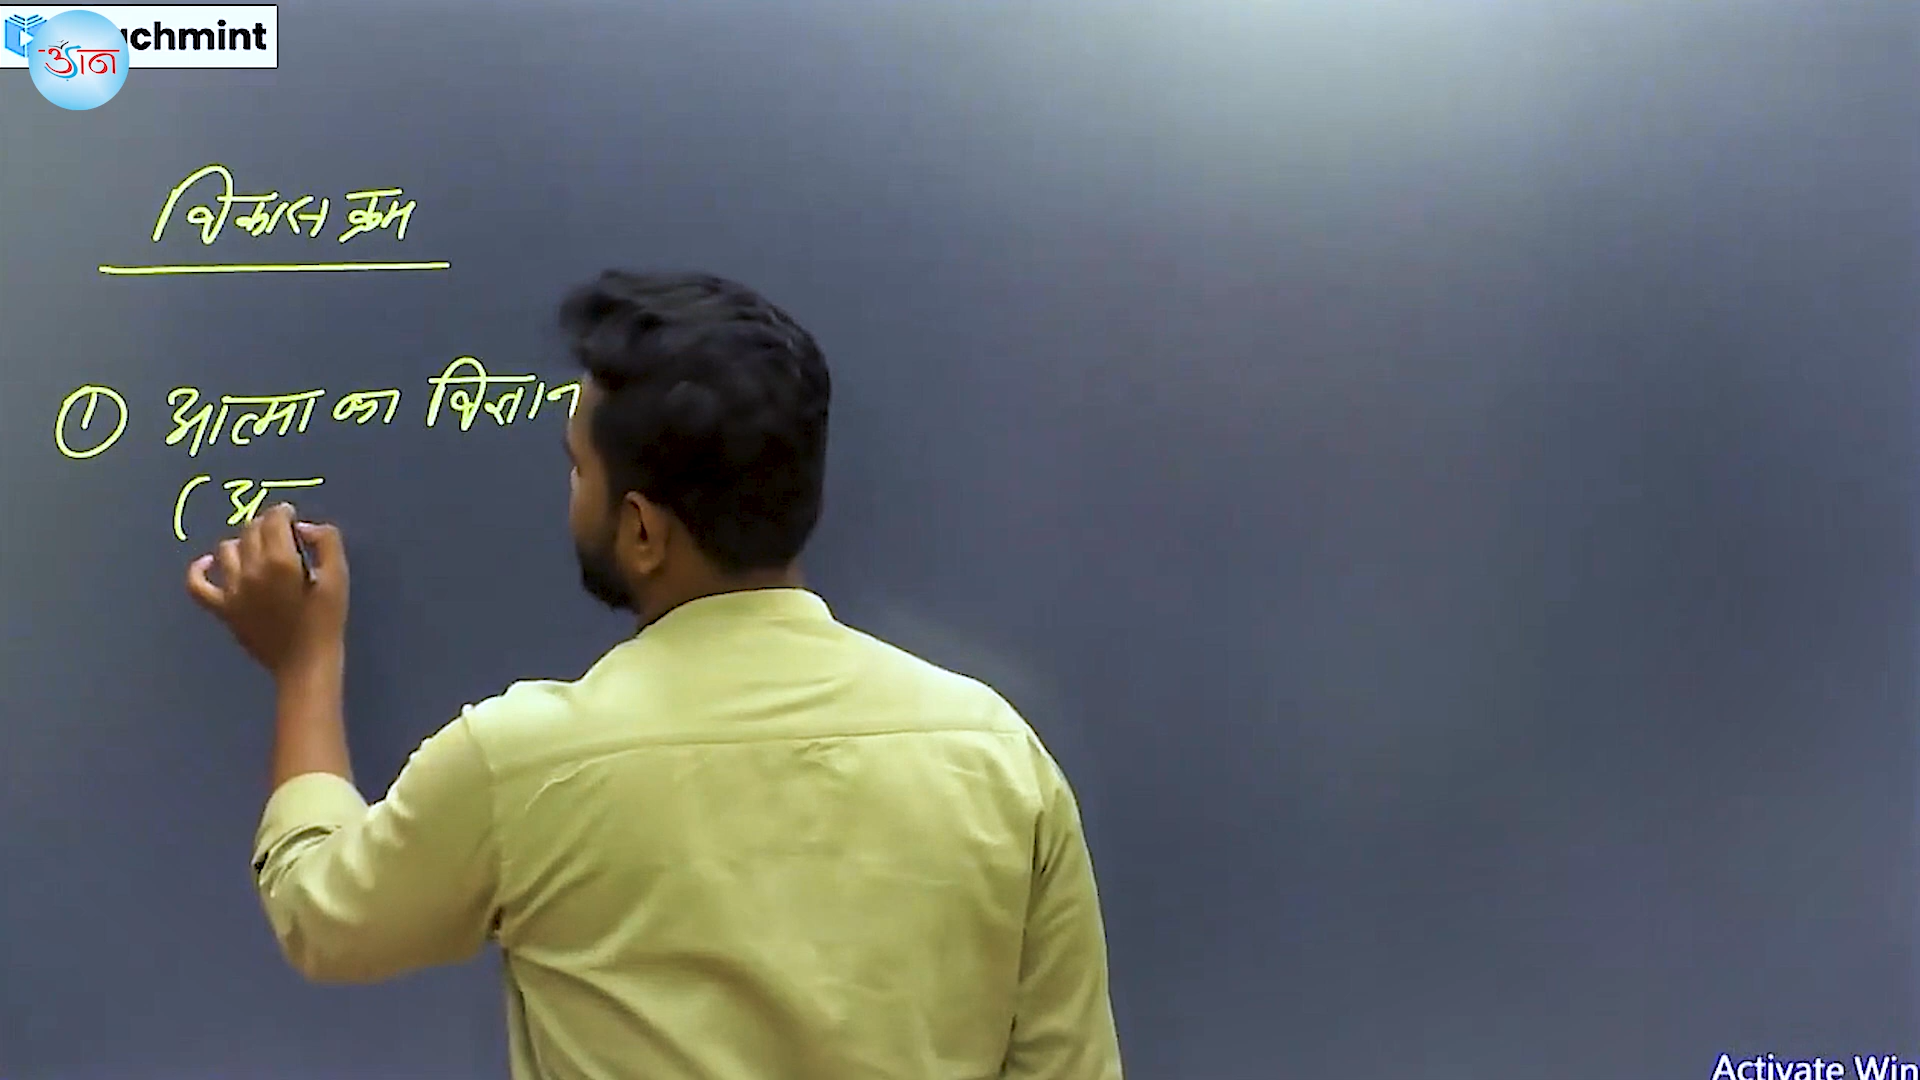 chmint
विकास क्रम
① आत्मा का विज्ञान
( अ
Activate Win